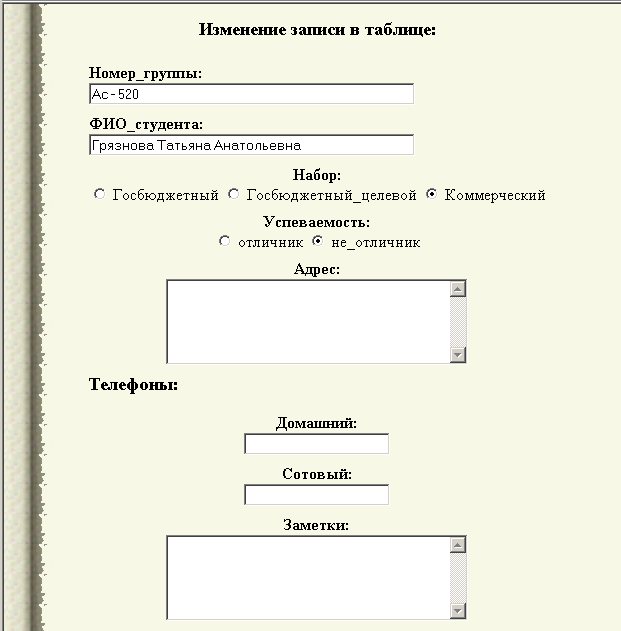 Изменение записи в таблице:
Номер_группы:
Ас-520
ФИО_студента:
Грязнова Татьяна Анатольевна
Набор:
Госбюджетный Госбюджетный_целевой Коммерческий
Успеваемость:
отличник не_отличник
Адрес:
Телефоны:
Домашний:
Сотовый:
Заметки: